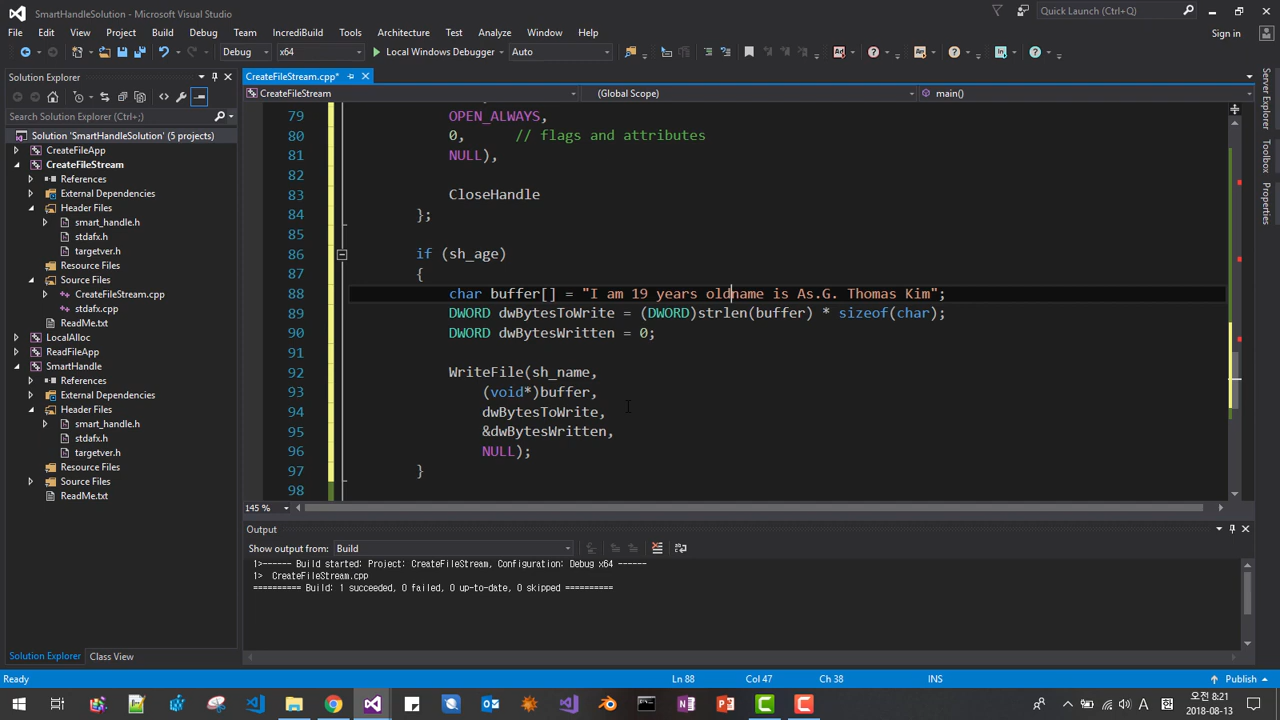 SmartHandleSolution - Microsoft Visual Studio
Quick Launch (Ctrl+Q)
File Edit View Project Build Debug Team IncrediBuild Tools Architecture Test Analyze Window Help
Sign in
Debug x64 Local Windows Debugger Auto
Solution Explorer
Search Solution Explorer (Ctrl+;)
Solution 'SmartHandleSolution' (5 projects)
CreateFileApp
CreateFileStream
References
External Dependencies
Header Files
smart_handle.h
stdafx.h
targetver.h
Resource Files
Source Files
CreateFileStream.cpp
stdafx.cpp
ReadMe.txt
LocalAlloc
ReadFileApp
SmartHandle
References
External Dependencies
Header Files
smart_handle.h
stdafx.h
targetver.h
Resource Files
Source Files
ReadMe.txt
Solution Explorer Class View
CreateFileStream.cpp*
CreateFileStream (Global Scope) main()
79 OPEN_ALWAYS,
80 0, // flags and attributes
81 NULL),
82
83 CloseHandle
84 };
85
86 if (sh_age)
87 {
88 char buffer[] = "I am 19 years oldname is As.G. Thomas Kim";
89 DWORD dwBytesToWrite = (DWORD)strlen(buffer) * sizeof(char);
90 DWORD dwBytesWritten = 0;
91
92 WriteFile(sh_name,
93 (void*)buffer,
94 dwBytesToWrite,
95 &dwBytesWritten,
96 NULL);
97 }
98
145 %
Output
Show output from: Build
1>------ Build started: Project: CreateFileStream, Configuration: Debug x64 ------
1> CreateFileStream.cpp
========== Build: 1 succeeded, 0 failed, 0 up-to-date, 0 skipped ==========
Server Explorer
Toolbox
Properties
Ready Ln 88 Col 47 Ch 38 INS Publish
A
오전 8:21
2018-08-13